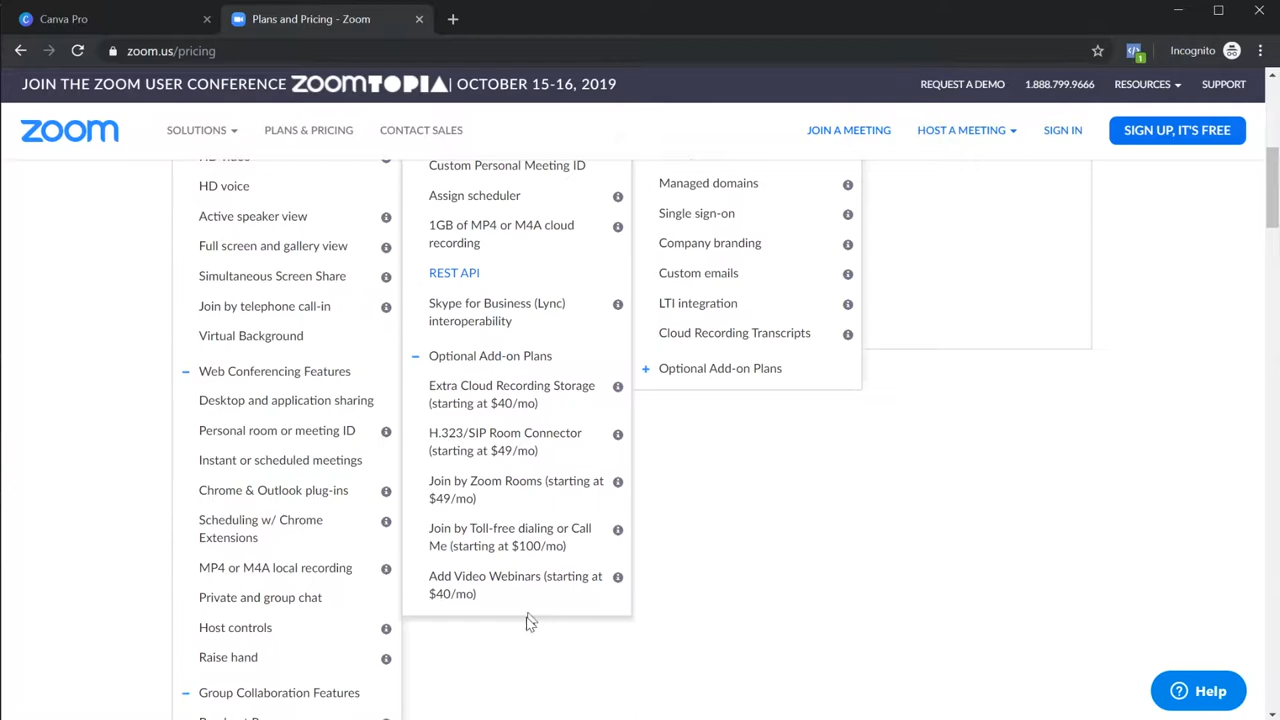 Canva Pro
Plans and Pricing - Zoom
zoom.us/pricing
1
Incognito
JOIN THE ZOOM USER CONFERENCE ZOOMTOPIA | OCTOBER 15-16, 2019
REQUEST A DEMO
1.888.799.9666
RESOURCES
SUPPORT
zoom
SOLUTIONS
PLANS & PRICING
CONTACT SALES
JOIN A MEETING
HOST A MEETING
SIGN IN
SIGN UP, IT'S FREE
HD voice
Active speaker view
Full screen and gallery view
Simultaneous Screen Share
Join by telephone call-in
Virtual Background
Web Conferencing Features
Desktop and application sharing
Personal room or meeting ID
Instant or scheduled meetings
Chrome & Outlook plug-ins
Scheduling w/ Chrome
Extensions
MP4 or M4A local recording
Private and group chat
Host controls
Raise hand
Group Collaboration Features
Custom Personal Meeting ID
Assign scheduler
1GB of MP4 or M4A cloud
recording
REST API
Skype for Business (Lync)
interoperability
Optional Add-on Plans
Extra Cloud Recording Storage
(starting at $40/mo)
H.323/SIP Room Connector
(starting at $49/mo)
Join by Zoom Rooms (starting at
$49/mo)
Join by Toll-free dialing or Call
Me (starting at $100/mo)
Add Video Webinars (starting at
$40/mo)
Managed domains
Single sign-on
Company branding
Custom emails
LTI integration
Cloud Recording Transcripts
Optional Add-on Plans
Help